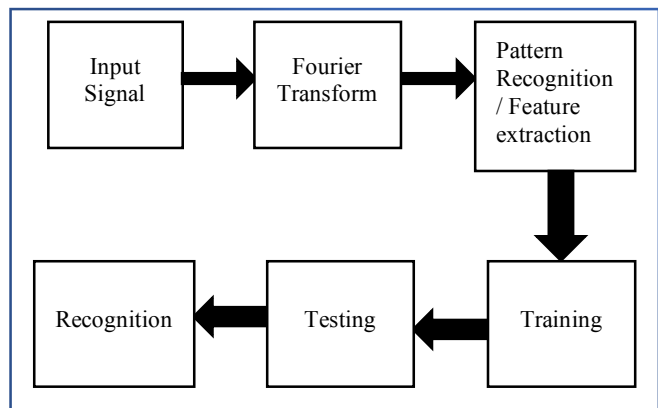 Input
Signal
Fourier
Transform
Pattern
Recognition
/ Feature
extraction
Recognition
Testing
Training